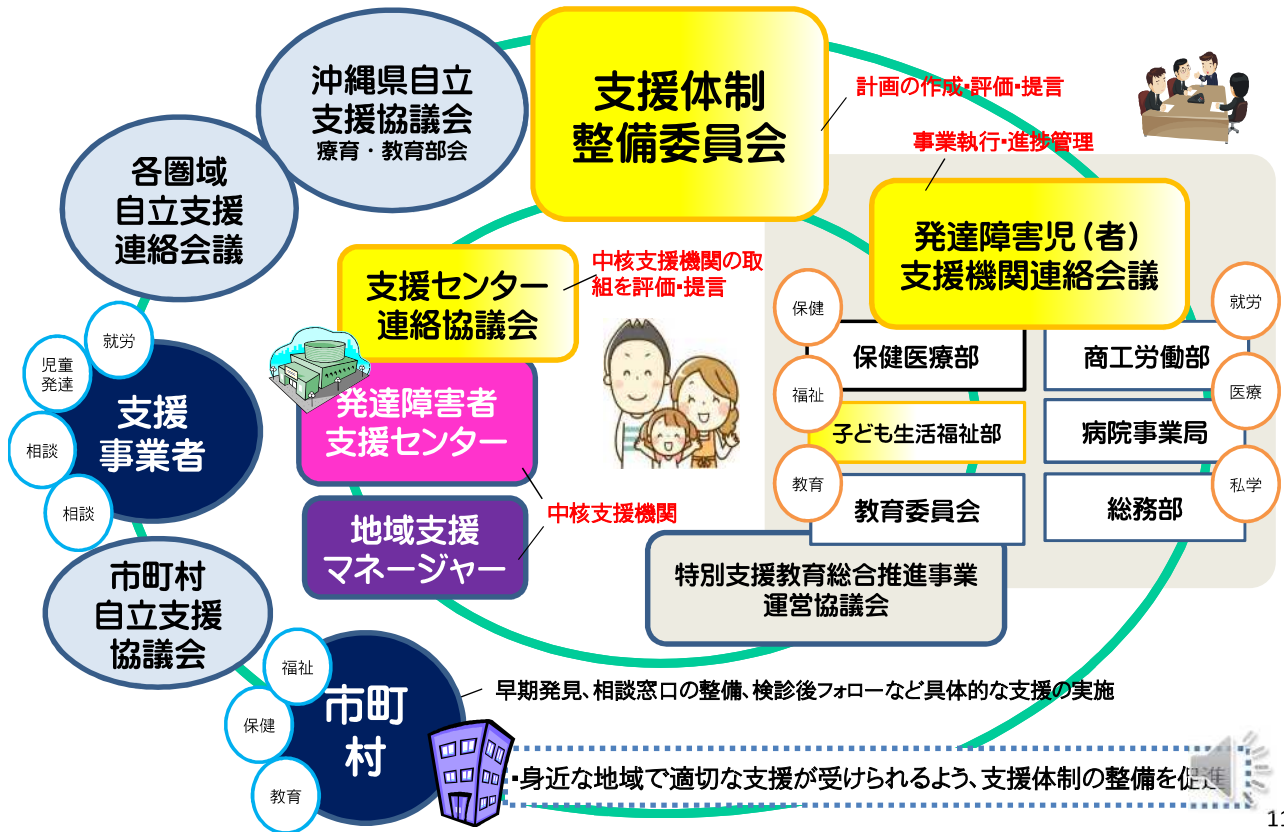 沖縄県自立
支援協議会
療育・教育部会
支援体制
整備委員会
計画の作成・評価・提言
事業執行・進捗管理
各圏域
自立支援
連絡会議
発達障害児(者)
支援機関連絡会議
支援センター
連絡協議会
中核支援機関の取
組を評価・提言
保健
就労
保健医療部
商工労働部
福祉
医療
子ども生活福祉部
病院事業局
教育
私学
教育委員会
総務部
就労
児童
発達
相談
相談
支援
事業者
発達障害者
支援センター
中核支援機関
地域支援
マネージャー
特別支援教育総合推進事業
運営協議会
市町村
自立支援
協議会
福祉
保健
教育
市町
村
早期発見、相談窓口の整備、検診後フォローなど具体的な支援の実施
・身近な地域で適切な支援が受けられるよう、支援体制の整備を促進